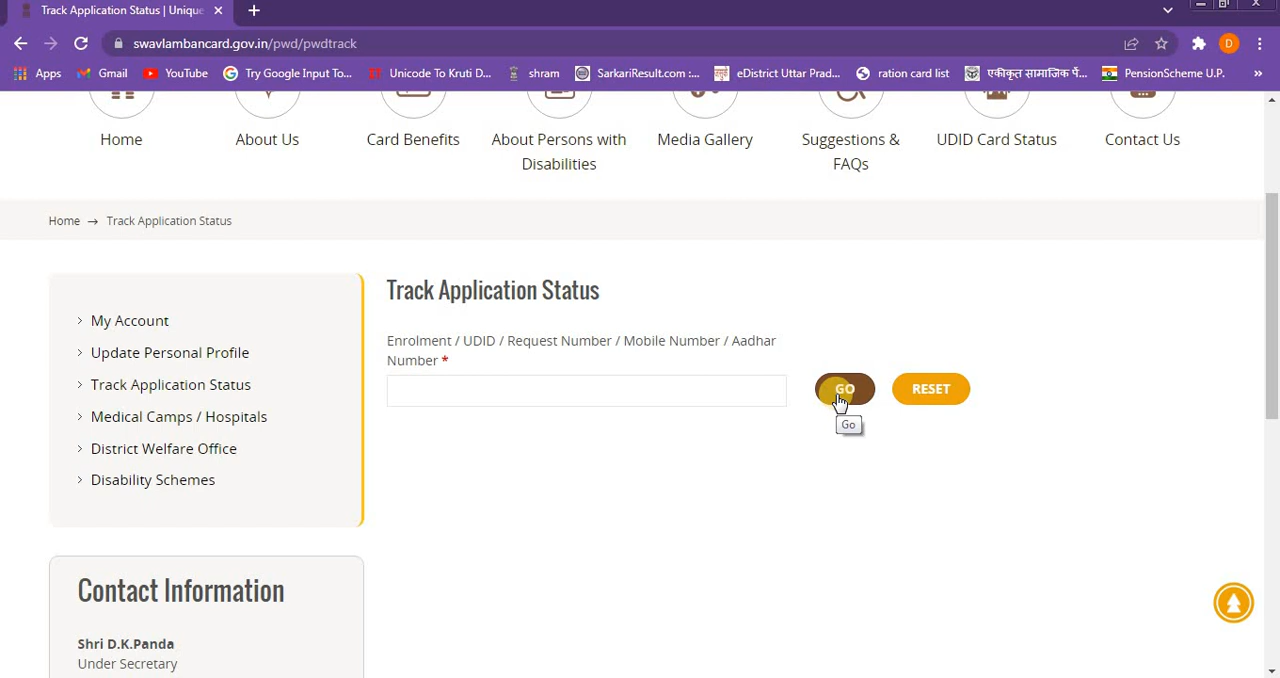 Track Application Status | Unique
swavlambancard.gov.in/pwd/pwdtrack
D
Apps Gmail YouTube Try Google Input To... Unicode To Kruti D... shram SarkariResult.com :... eDistrict Uttar Prad... ration card list एकीकृत सामाजिक पें... PensionScheme U.P. »
Home About Us Card Benefits About Persons with Disabilities Media Gallery Suggestions & FAQs UDID Card Status Contact Us
Home → Track Application Status
My Account
Update Personal Profile
Track Application Status
Medical Camps / Hospitals
District Welfare Office
Disability Schemes
Track Application Status
Enrolment / UDID / Request Number / Mobile Number / Aadhar
Number *
GO RESET
Go
Contact Information
Shri D.K.Panda
Under Secretary